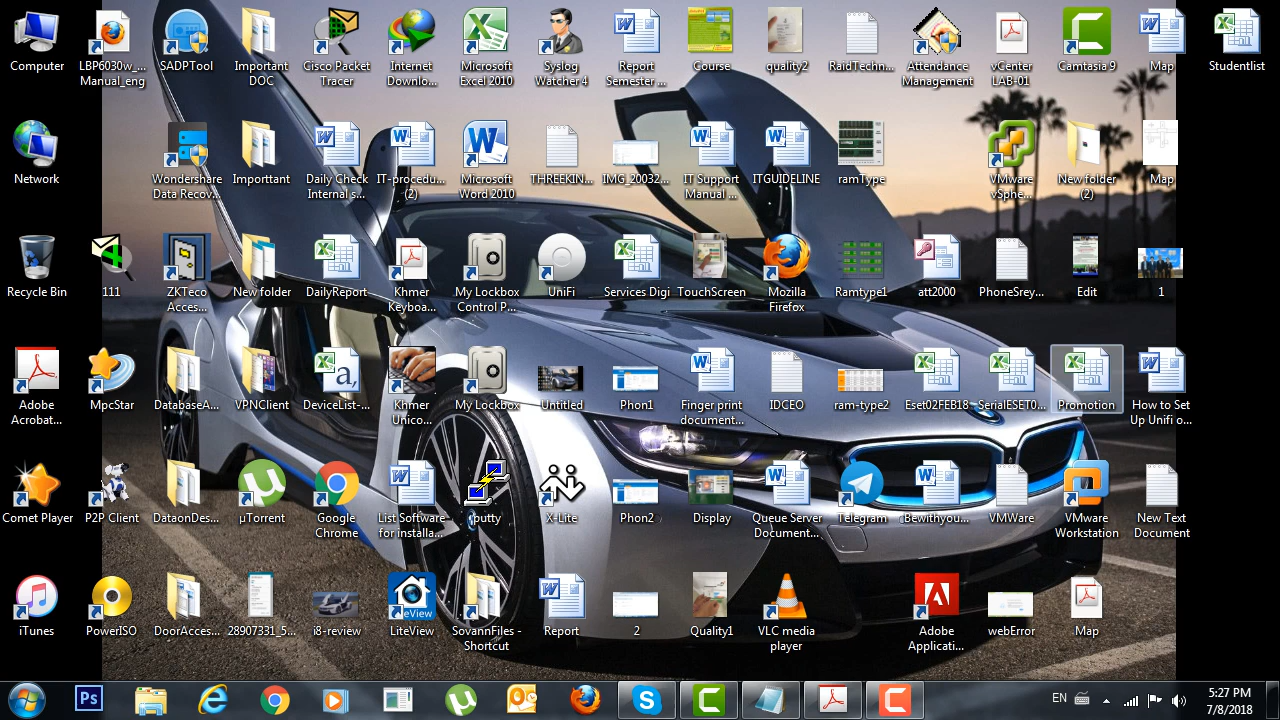 Computer
LBP6030w_...
Manual_eng
SADPTool
Important
DOC
Cisco Packet
Tracer
Internet
Downlo...
Microsoft
Excel 2010
Syslog
Watcher 4
Report
Semester ...
Course
quality2
RaidTechn...
Attendance
Management
vCenter
LAB-01
Camtasia 9
Map
Studentlist
Network
Wondershare
Data Recov...
Importtant
Daily Check
Internal s...
IT-procedu...
(2)
Microsoft
Word 2010
THREEKIN...
IMG_20032...
IT Support
Manual ...
ITGUIDELINE
ramType
VMware
vSphe...
New folder
(2)
Map
Recycle Bin
111
ZKTeco
Acces...
New folder
DailyReport
Khmer
Keyboa...
My Lockbox
Control P...
UniFi
Services Digi
TouchScreen
Mozilla
Firefox
Ramtype1
att2000
PhoneSrey...
Edit
1
Adobe
Acrobat...
MpcStar
DatabaseA...
VPNClient
DeviceList-...
Khmer
Unico...
My Lockbox
Untitled
Phon1
Finger print
document...
IDCEO
ram-type2
Eset02FEB18
SerialESET0...
Promotion
How to Set
Up Unifi o...
Comet Player
P2P Client
DataonDes...
µTorrent
Google
Chrome
List Software
for installa...
putty
X-Lite
Phon2
Display
Queue Server
Document...
Telegram
Bewithyou...
VMWare
VMware
Workstation
New Text
Document
iTunes
PowerISO
DoorAcces...
28907331_5...
i8-review
LiteView
SovannFiles -
Shortcut
Report
2
Quality1
VLC media
player
Adobe
Applicati...
webError
Map
Ps
EN
5:27 PM
7/8/2018